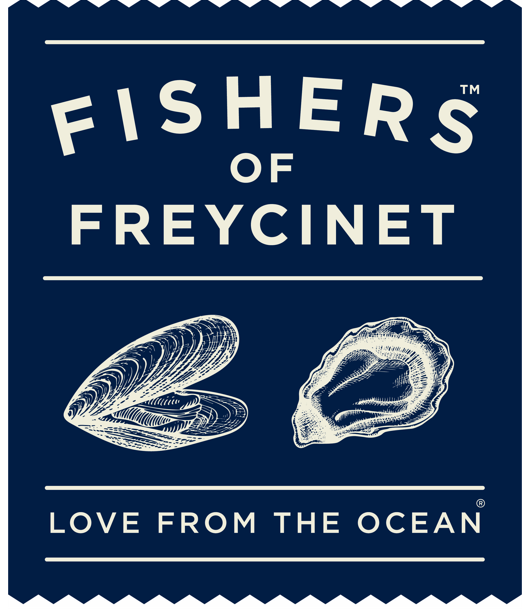 FISHERS™
OF
FREYCINET
LOVE FROM THE OCEAN®